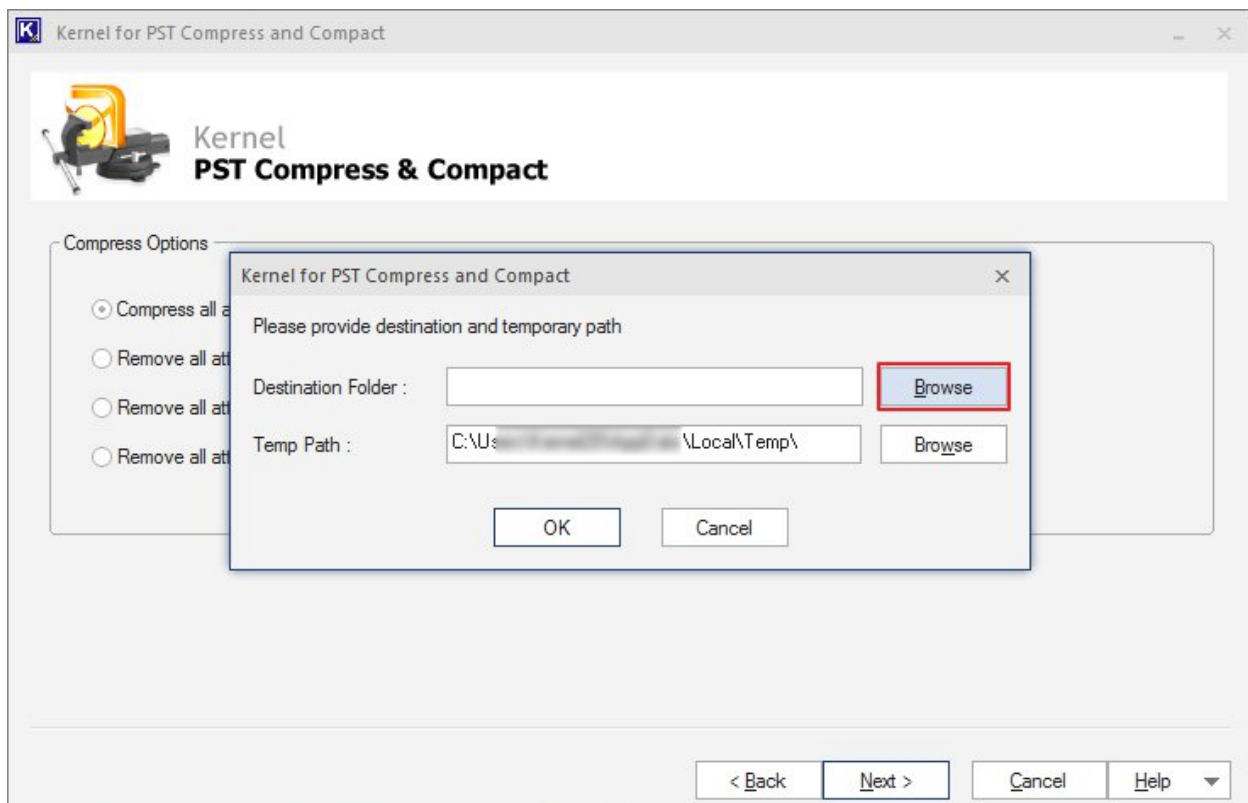 Kernel for PST Compress and Compact
Kernel
PST Compress & Compact
Compress Options
Compress all a
Remove all att
Remove all att
Remove all att
Kernel for PST Compress and Compact
Please provide destination and temporary path
Destination Folder : Browse
Temp Path : C:\Us \Local\Temp\ Browse
OK Cancel
< Back Next > Cancel Help